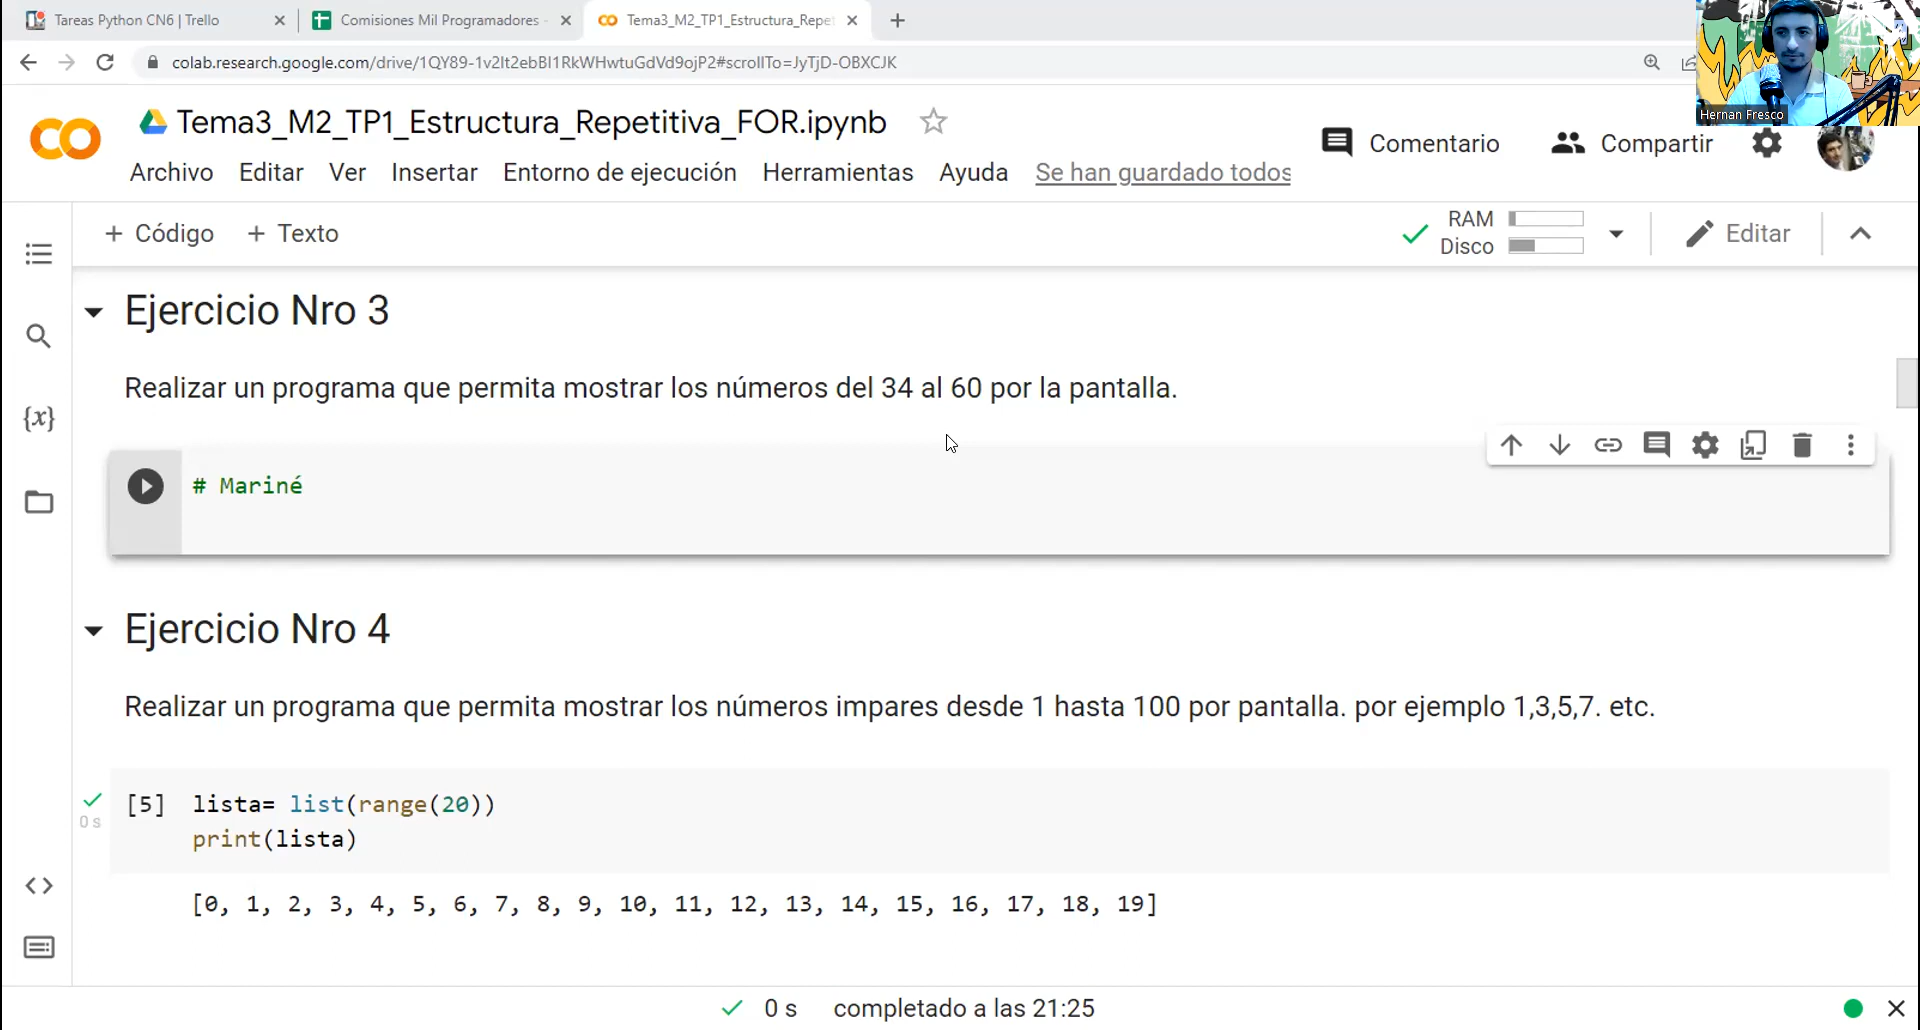 Tareas Python CN6 | Trello
Comisiones Mil Programadores -
Tema3_M2_TP1_Estructura_Repet
colab.research.google.com/drive/1QY89-1v2It2ebBl1RkWHwtuGdVd9ojP2#scrollTo=JyTjD-OBXCJK
Hernan Fresco
Tema3_M2_TP1_Estructura_Repetitiva_FOR.ipynb
Comentario
Compartir
Archivo Editar Ver Insertar Entorno de ejecución Herramientas Ayuda Se han guardado todos
+ Código + Texto
RAM
Disco
Editar
Ejercicio Nro 3
Realizar un programa que permita mostrar los números del 34 al 60 por la pantalla.
# Mariné
Ejercicio Nro 4
Realizar un programa que permita mostrar los números impares desde 1 hasta 100 por pantalla. por ejemplo 1,3,5,7. etc.
[5] lista= list(range(20))
0 s
print(lista)
[0, 1, 2, 3, 4, 5, 6, 7, 8, 9, 10, 11, 12, 13, 14, 15, 16, 17, 18, 19]
0 s completado a las 21:25